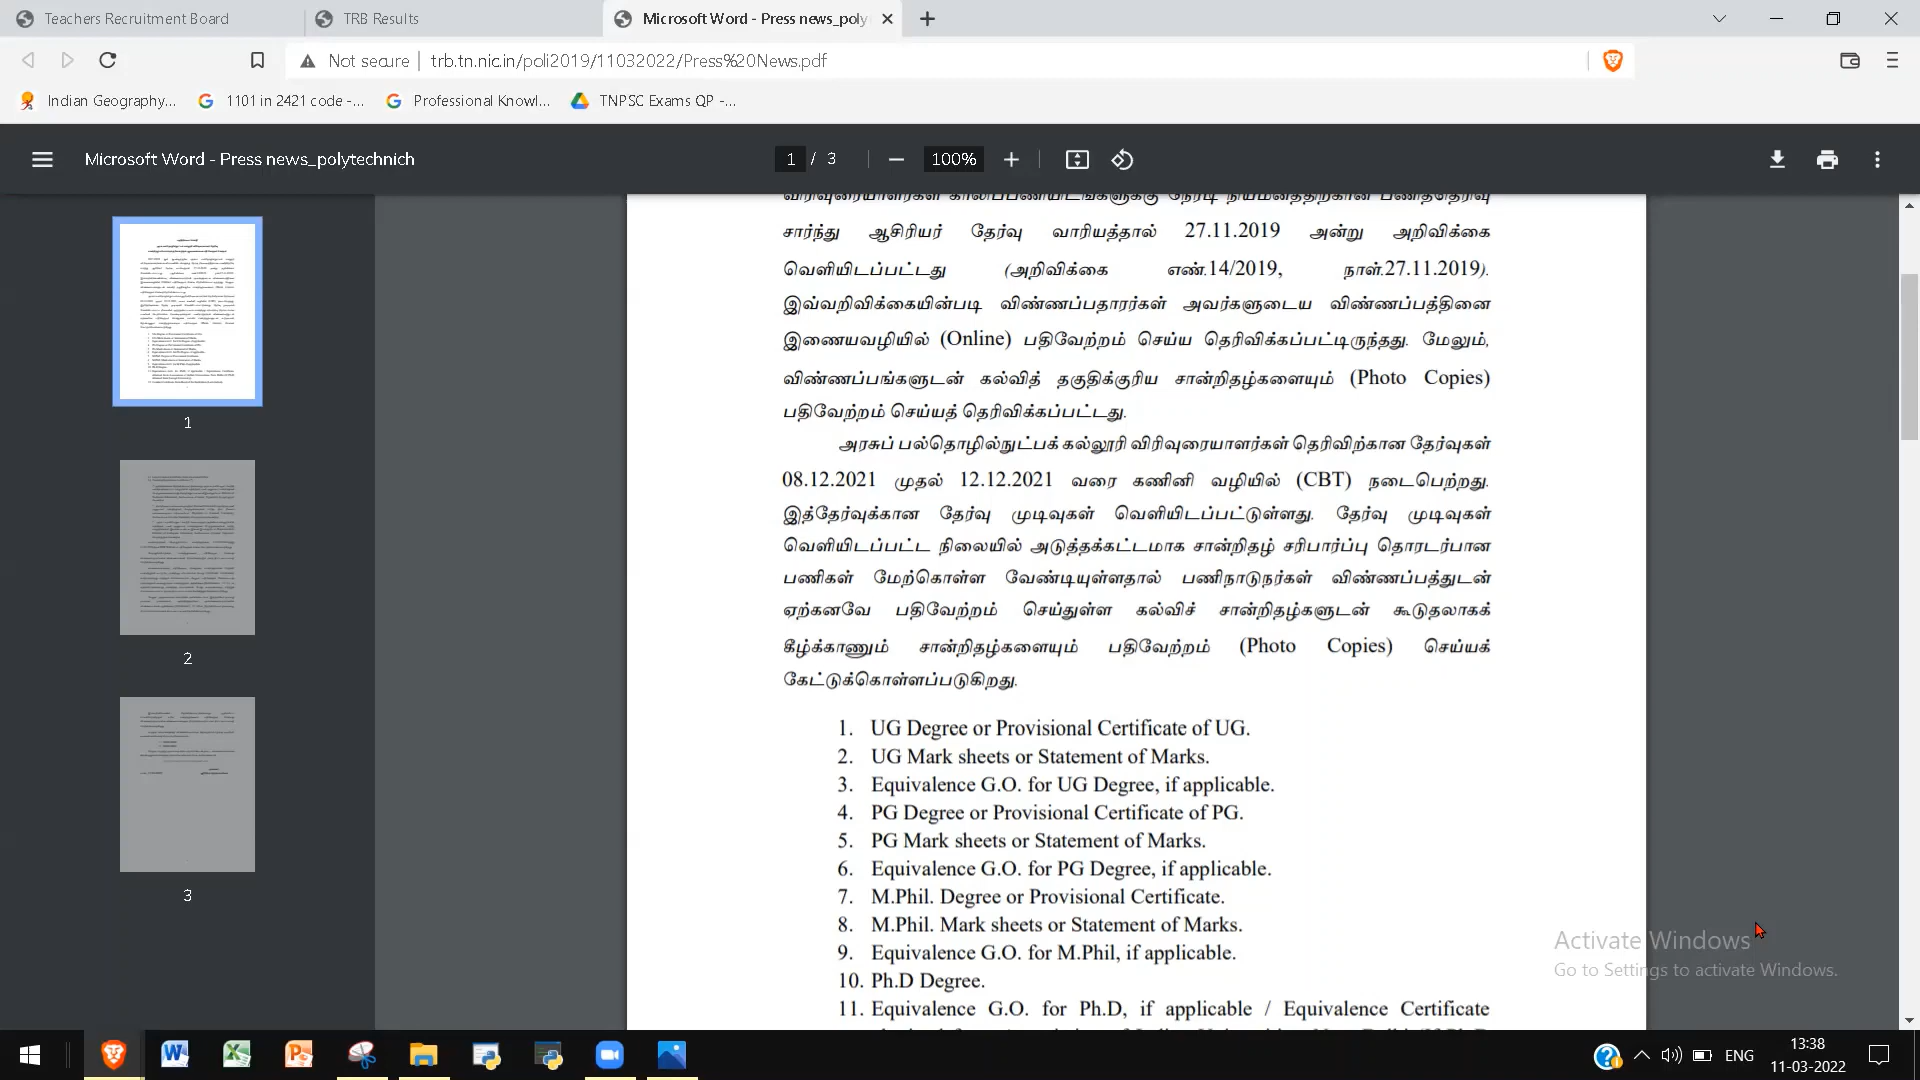 Teachers Recruitment Board
TRB Results
Microsoft Word - Press news_poly
Not secure
trb.tn.nic.in/poli2019/11032022/Press%20News.pdf
Indian Geography...
1101 in 2421 code -...
Professional Knowl...
TNPSC Exams QP -...
Microsoft Word - Press news_polytechnich
1 / 3
100%
விரிவுரையாளர்கள் காலிப்பணியிடங்களுக்கு நேரடி நியமனத்திற்கான பணித்தெரிவு
சார்ந்து ஆசிரியர் தேர்வு வாரியத்தால் 27.11.2019 அன்று அறிவிக்கை
வெளியிடப்பட்டது (அறிவிக்கை எண்.14/2019, நாள்.27.11.2019).
இவ்வறிவிக்கையின்படி விண்ணப்பதாரர்கள் அவர்களுடைய விண்ணப்பத்தினை
இணையவழியில் (Online) பதிவேற்றம் செய்ய தெரிவிக்கப்பட்டிருந்தது. மேலும்,
விண்ணப்பங்களுடன் கல்வித் தகுதிக்குரிய சான்றிதழ்களையும் (Photo Copies)
பதிவேற்றம் செய்யத் தெரிவிக்கப்பட்டது.
அரசுப் பல்தொழில்நுட்பக் கல்லூரி விரிவுரையாளர்கள் தெரிவிற்கான தேர்வுகள்
08.12.2021 முதல் 12.12.2021 வரை கணினி வழியில் (CBT) நடைபெற்றது.
இத்தேர்வுக்கான தேர்வு முடிவுகள் வெளியிடப்பட்டுள்ளது. தேர்வு முடிவுகள்
வெளியிடப்பட்ட நிலையில் அடுத்தக்கட்டமாக சான்றிதழ் சரிபார்ப்பு தொரடர்பான
பணிகள் மேற்கொள்ள வேண்டியுள்ளதால் பணிநாடுநர்கள் விண்ணப்பத்துடன்
ஏற்கனவே பதிவேற்றம் செய்துள்ள கல்விச் சான்றிதழ்களுடன் கூடுதலாகக்
கீழ்க்காணும் சான்றிதழ்களையும் பதிவேற்றம் (Photo Copies) செய்யக்
கேட்டுக்கொள்ளப்படுகிறது.
1. UG Degree or Provisional Certificate of UG.
2. UG Mark sheets or Statement of Marks.
3. Equivalence G.O. for UG Degree, if applicable.
4. PG Degree or Provisional Certificate of PG.
5. PG Mark sheets or Statement of Marks.
6. Equivalence G.O. for PG Degree, if applicable.
7. M.Phil. Degree or Provisional Certificate.
8. M.Phil. Mark sheets or Statement of Marks.
9. Equivalence G.O. for M.Phil, if applicable.
10. Ph.D Degree.
11. Equivalence G.O. for Ph.D, if applicable / Equivalence Certificate
1
2
3
Activate Windows
Go to Settings to activate Windows.
ENG
13:38
11-03-2022